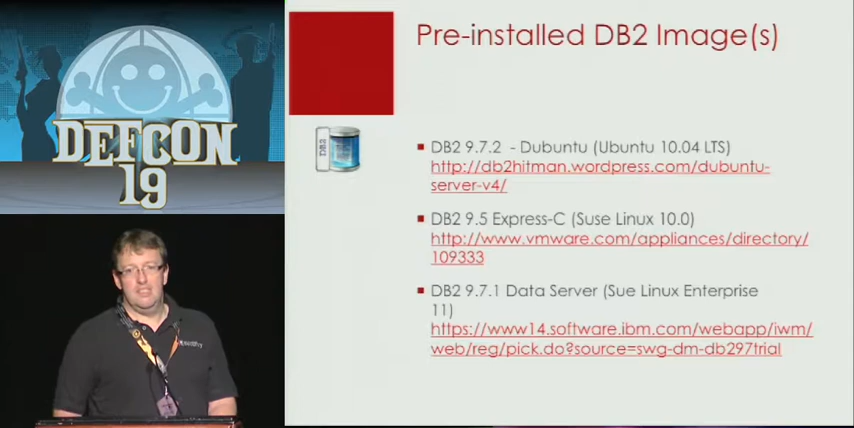 DEFCON
19
Pre-installed DB2 Image(s)
DB2
DB2 9.7.2 - Dubuntu (Ubuntu 10.04 LTS)
http://db2hitman.wordpress.com/dubuntu-
server-v4/
DB2 9.5 Express-C (Suse Linux 10.0)
http://www.vmware.com/appliances/directory/
109333
DB2 9.7.1 Data Server (Sue Linux Enterprise
11)
https://www14.software.ibm.com/webapp/iwm/
web/reg/pick.do?source=swg-dm-db297trial